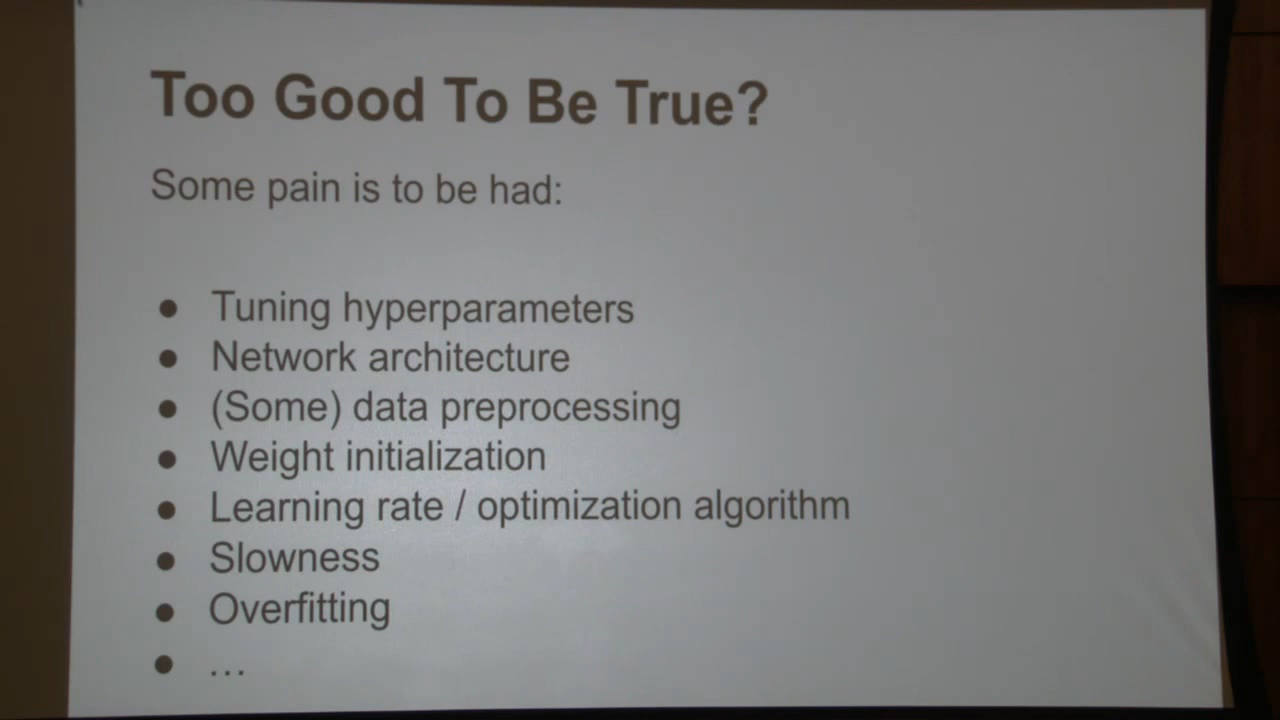 Too Good To Be True?
Some pain is to be had:
● Tuning hyperparameters
● Network architecture
● (Some) data preprocessing
● Weight initialization
● Learning rate / optimization algorithm
● Slowness
● Overfitting
● ...